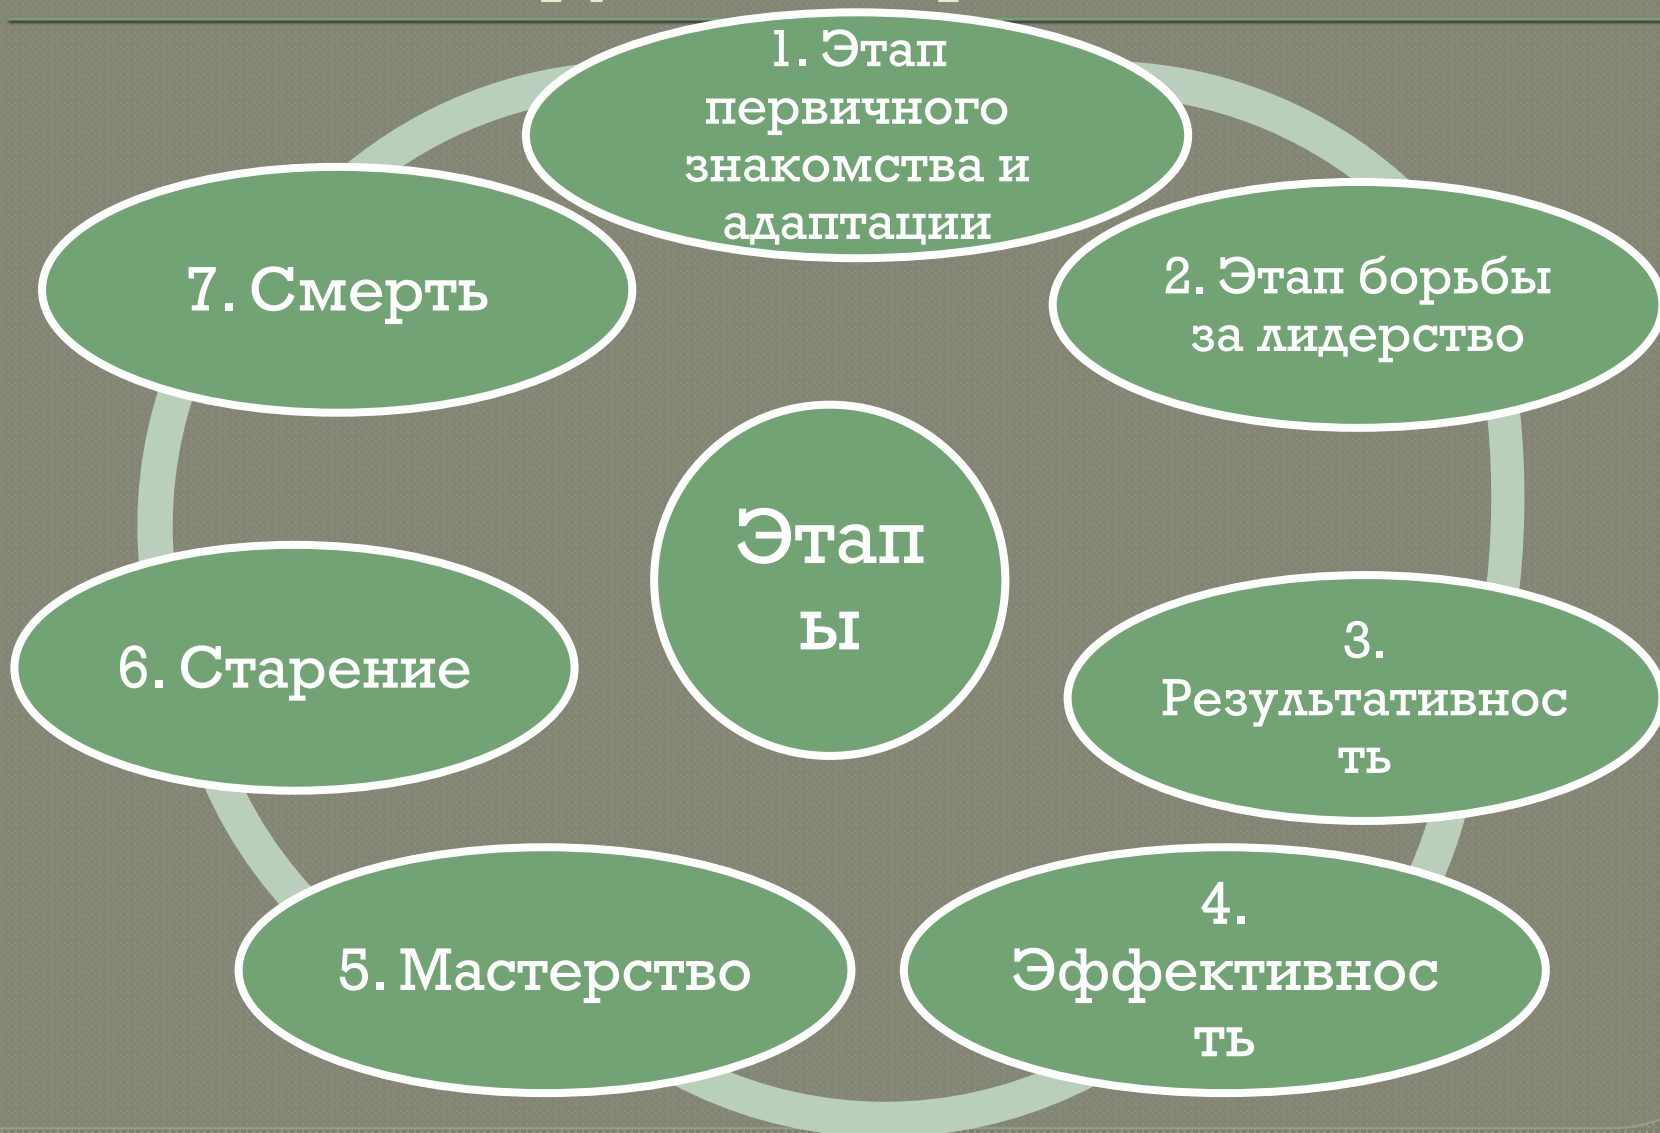 1. Этап
первичного
знакомства и
адаптации
2. Этап борьбы
за лидерство
3.
Результативнос
ть
4.
Эффективнос
ть
5. Мастерство
6. Старение
7. Смерть
Этап
ы